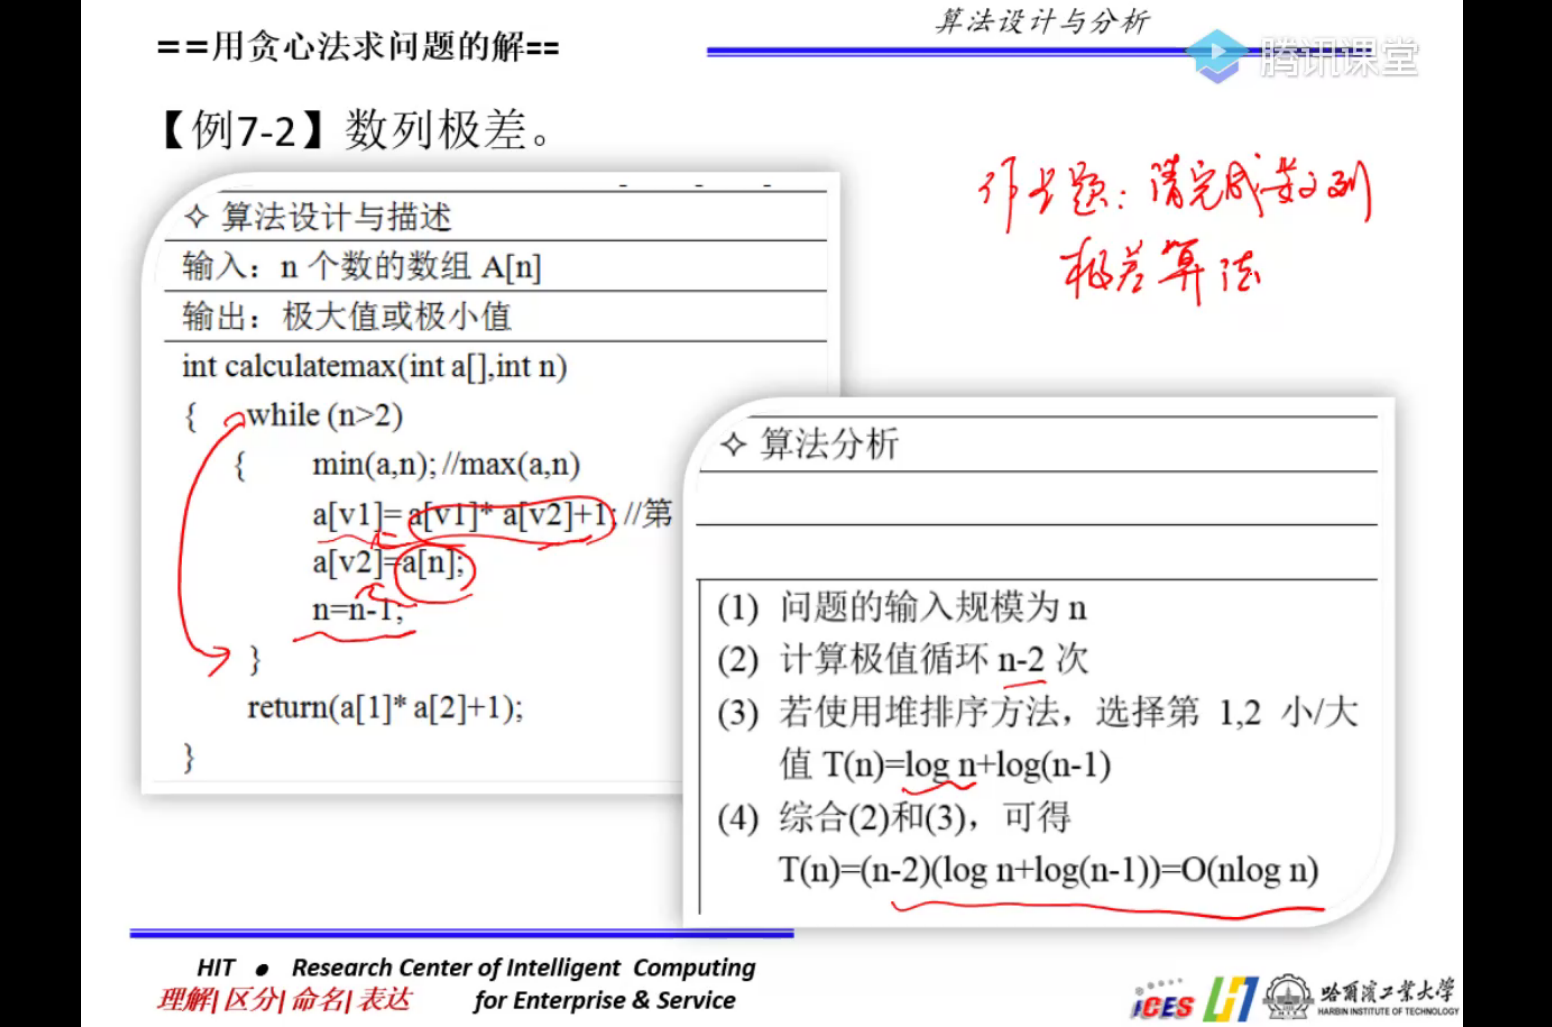 ==用贪心法求问题的解==
算法设计与分析
腾讯课堂
【例7-2】数列极差。
作业题：请完成数列
极差算法
✧ 算法设计与描述
输入：n 个数的数组 A[n]
输出：极大值或极小值
int calculatemax(int a[],int n)
{ while (n>2)
{ min(a,n); //max(a,n)
a[v1]= a[v1]* a[v2]+1; //第
a[v2]=a[n];
n=n-1;
}
return(a[1]* a[2]+1);
}
✧ 算法分析
(1) 问题的输入规模为 n
(2) 计算极值循环 n-2 次
(3) 若使用堆排序方法，选择第 1,2 小/大
值 T(n)=log n+log(n-1)
(4) 综合(2)和(3)，可得
T(n)=(n-2)(log n+log(n-1))=O(nlog n)
HIT ● Research Center of Intelligent Computing
理解|区分|命名|表达 for Enterprise & Service
ICES
哈尔滨工业大学
HARBIN INSTITUTE OF TECHNOLOGY